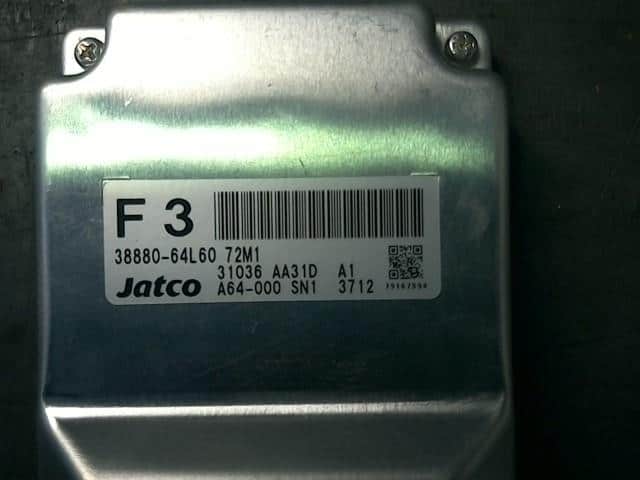 F 3
38880-64L60 72M1
31036 AA31D A1
Jatco A64-000 SN1 3712